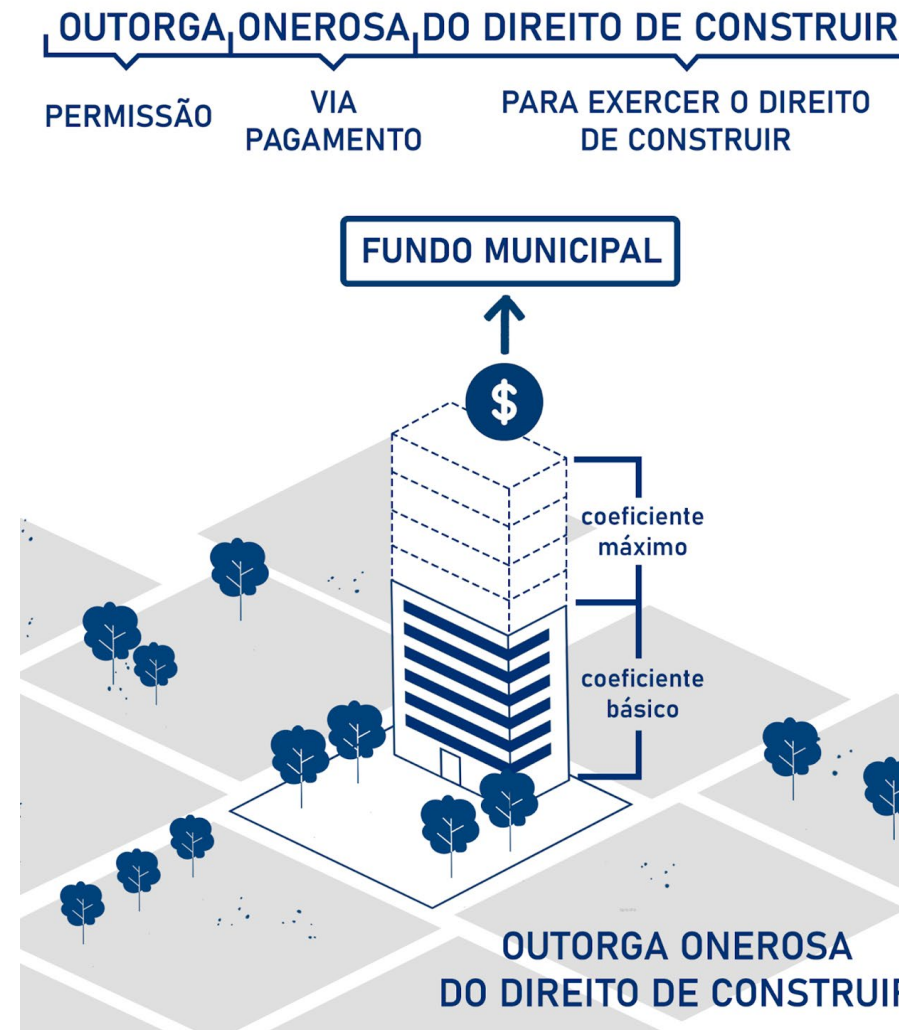 OUTORGA ONEROSA DO DIREITO DE CONSTRUIR
PERMISSÃO
VIA
PAGAMENTO
PARA EXERCER O DIREITO
DE CONSTRUIR
FUNDO MUNICIPAL
$
coeficiente
máximo
coeficiente
básico
OUTORGA ONEROSA
DO DIREITO DE CONSTRUIR